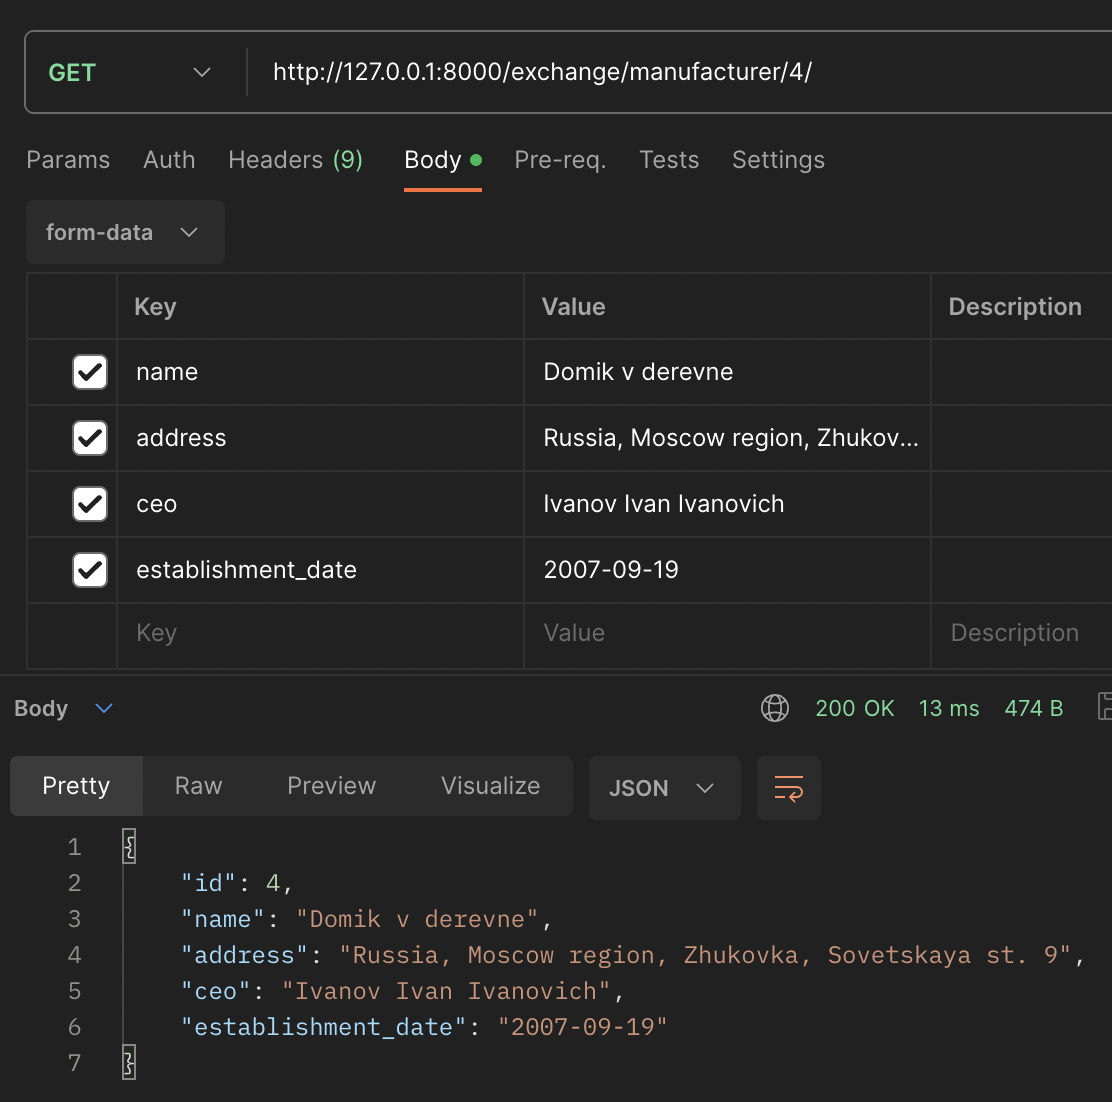 GET http://127.0.0.1:8000/exchange/manufacturer/4/
Params Auth Headers (9) Body Pre-req. Tests Settings
form-data
Key Value Description
name Domik v derevne
address Russia, Moscow region, Zhukov...
ceo Ivanov Ivan Ivanovich
establishment_date 2007-09-19
Key Value Description
Body 200 OK 13 ms 474 B
Pretty Raw Preview Visualize JSON
1 {
2 "id": 4,
3 "name": "Domik v derevne",
4 "address": "Russia, Moscow region, Zhukovka, Sovetskaya st. 9",
5 "ceo": "Ivanov Ivan Ivanovich",
6 "establishment_date": "2007-09-19"
7 }